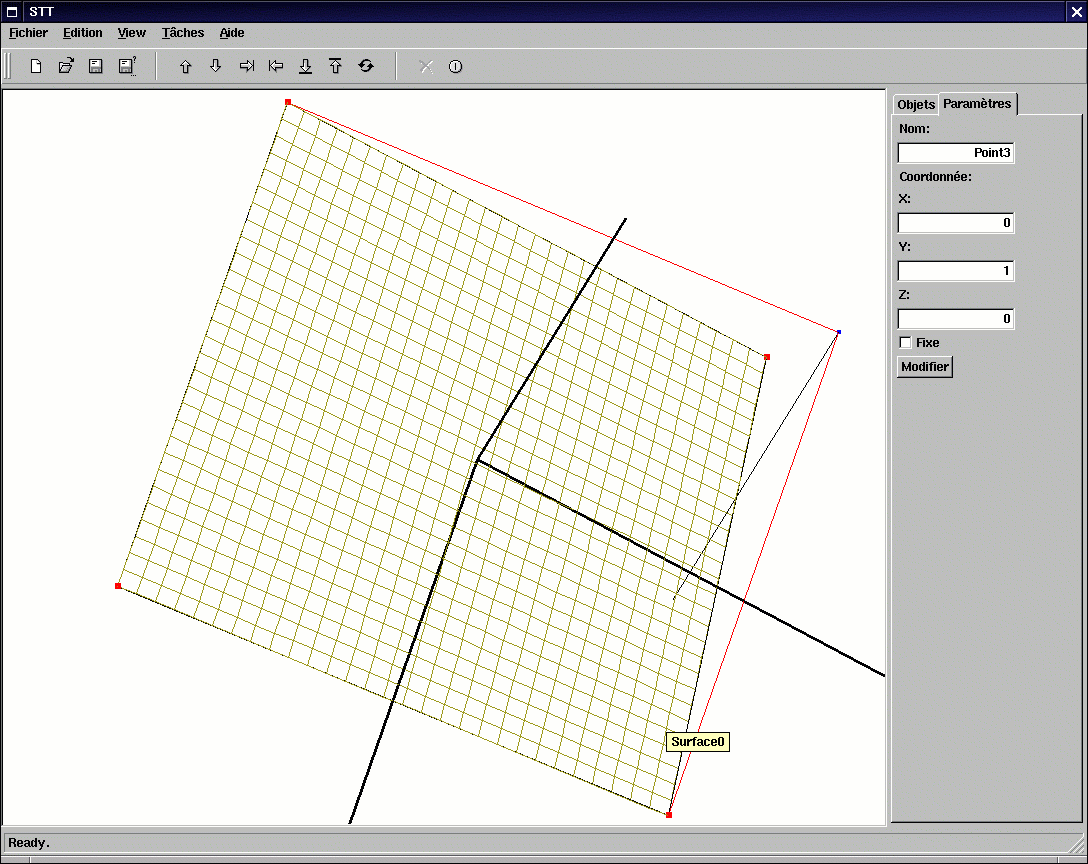 STT
Fichier Edition View Tâches Aide
Objets Paramètres
Nom:
Point3
Coordonnée:
X:
0
Y:
1
Z:
0
Fixe
Modifier
Surface0
Ready.